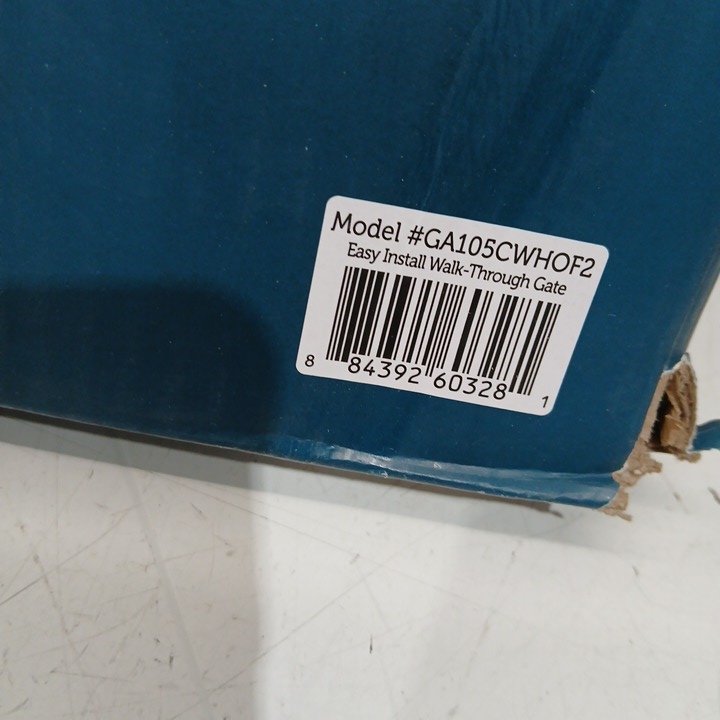 Model #GA105CWHOF2
Easy Install Walk-Through Gate
8 84392 60328 1